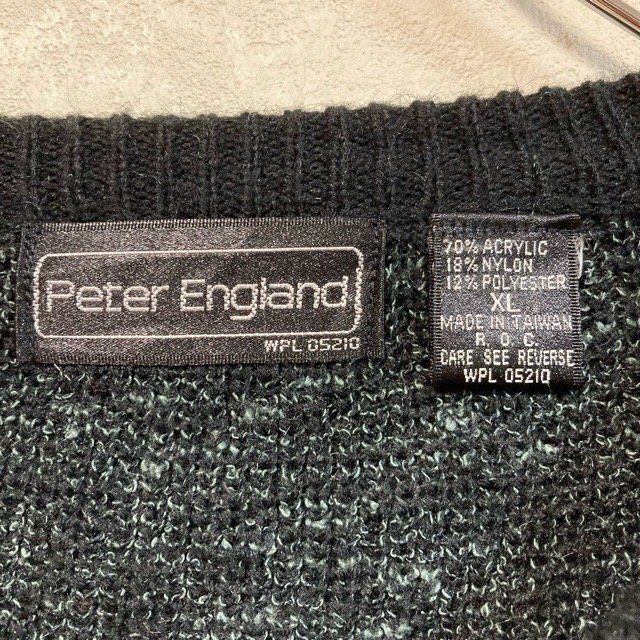 Peter England
WPL 05210
70% ACRYLIC
18% NYLON
12% POLYESTER
XL
MADE IN TAIWAN
R. O. C.
CARE SEE REVERSE
WPL 05210